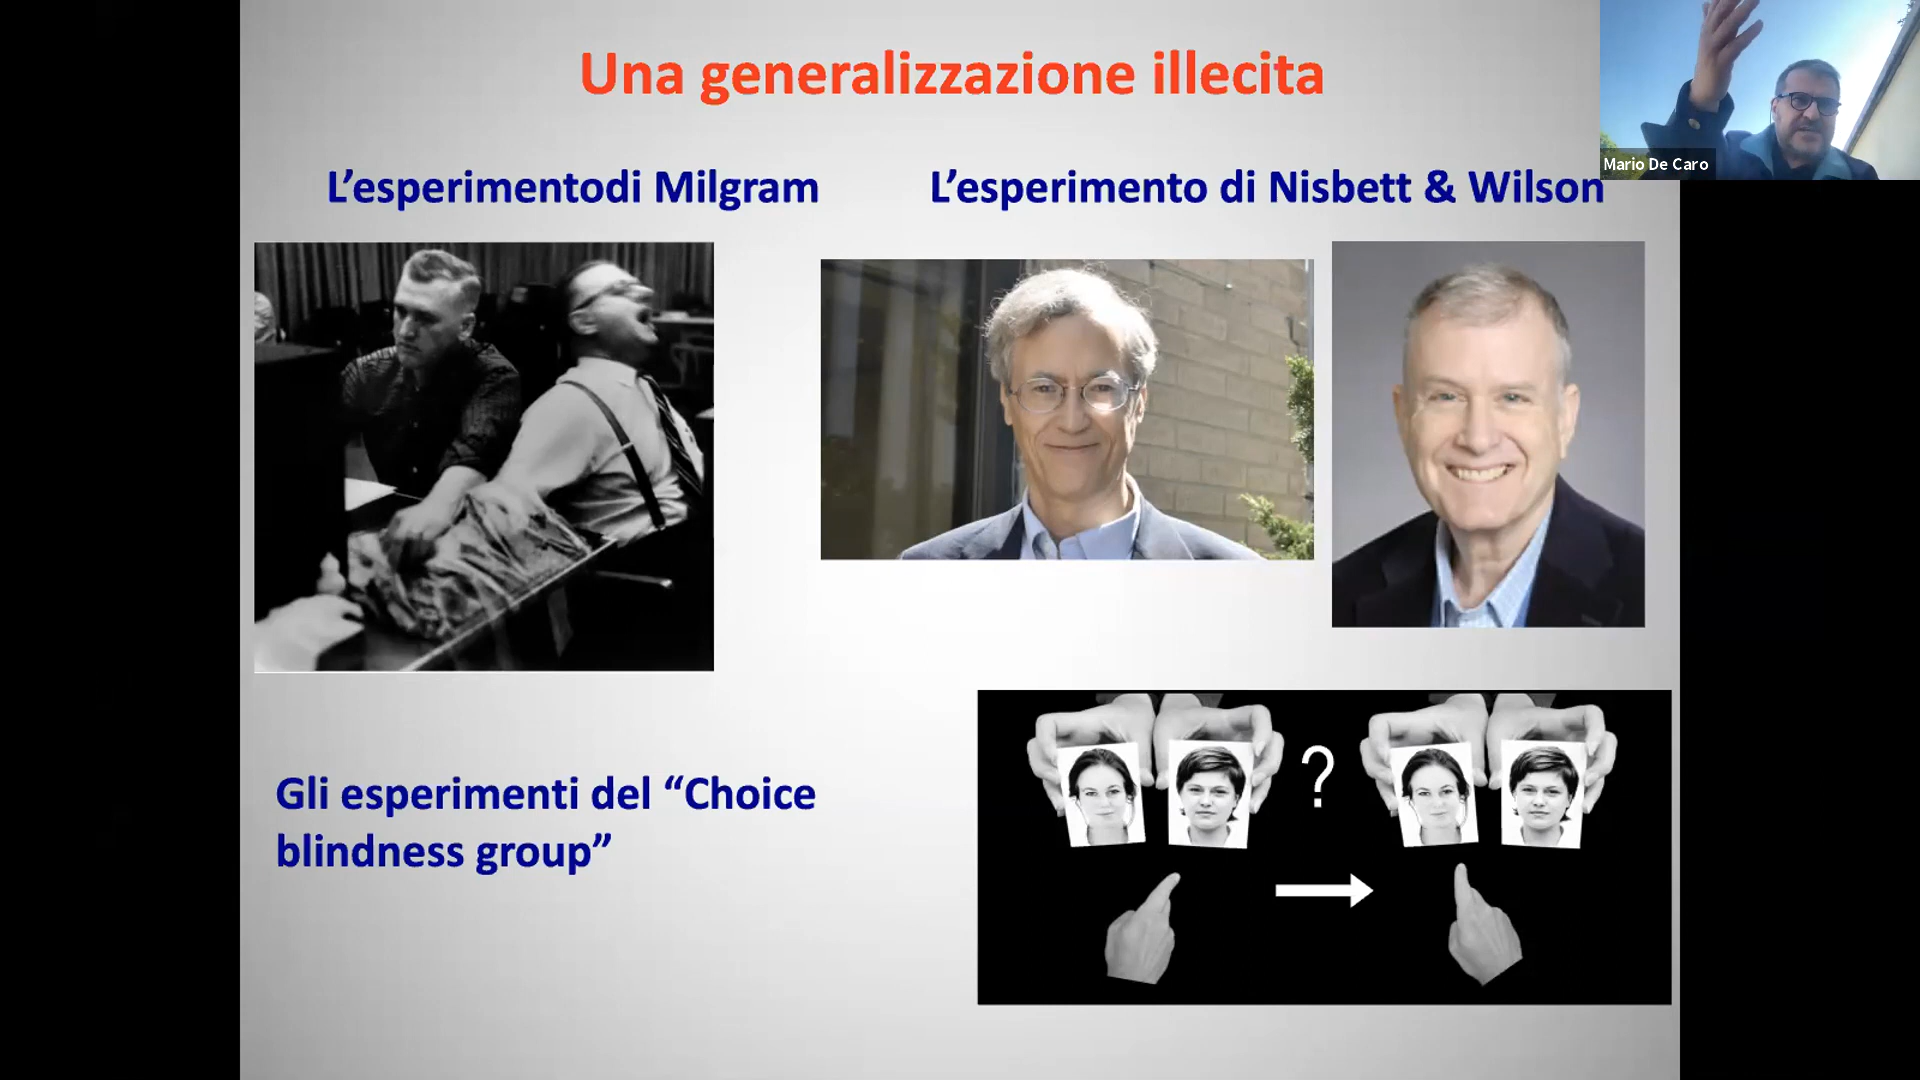 Una generalizzazione illecita
Mario De Caro
L’esperimentodi Milgram
L’esperimento di Nisbett & Wilson
?
Gli esperimenti del “Choice
blindness group”